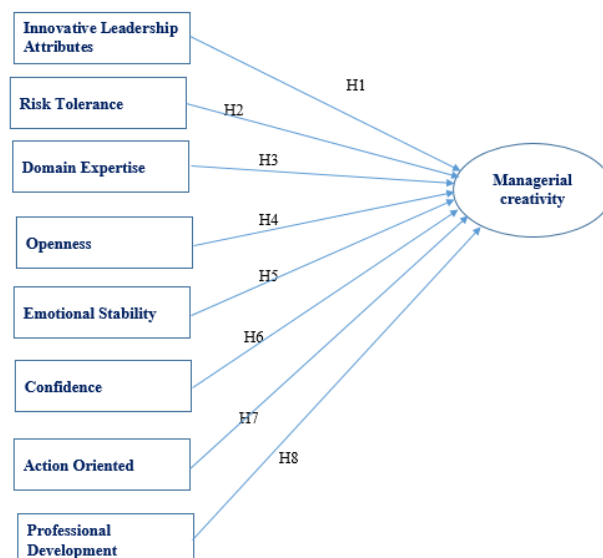 Innovative Leadership
Attributes
H1
Risk Tolerance
H2
Domain Expertise
H3
Managerial
creativity
Openness
H4
Emotional Stability
H5
Confidence
H6
Action Oriented
H7
H8
Professional
Development